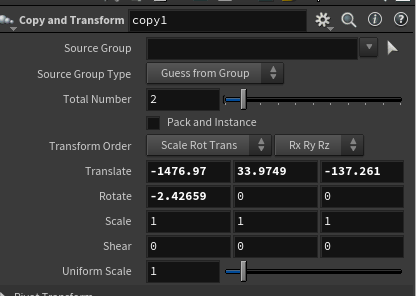 Copy and Transform copy1
Source Group
Source Group Type Guess from Group
Total Number 2
Pack and Instance
Transform Order Scale Rot Trans Rx Ry Rz
Translate -1476.97 33.9749 -137.261
Rotate -2.42659 0 0
Scale 1 1 1
Shear 0 0 0
Uniform Scale 1
Pivot Transform